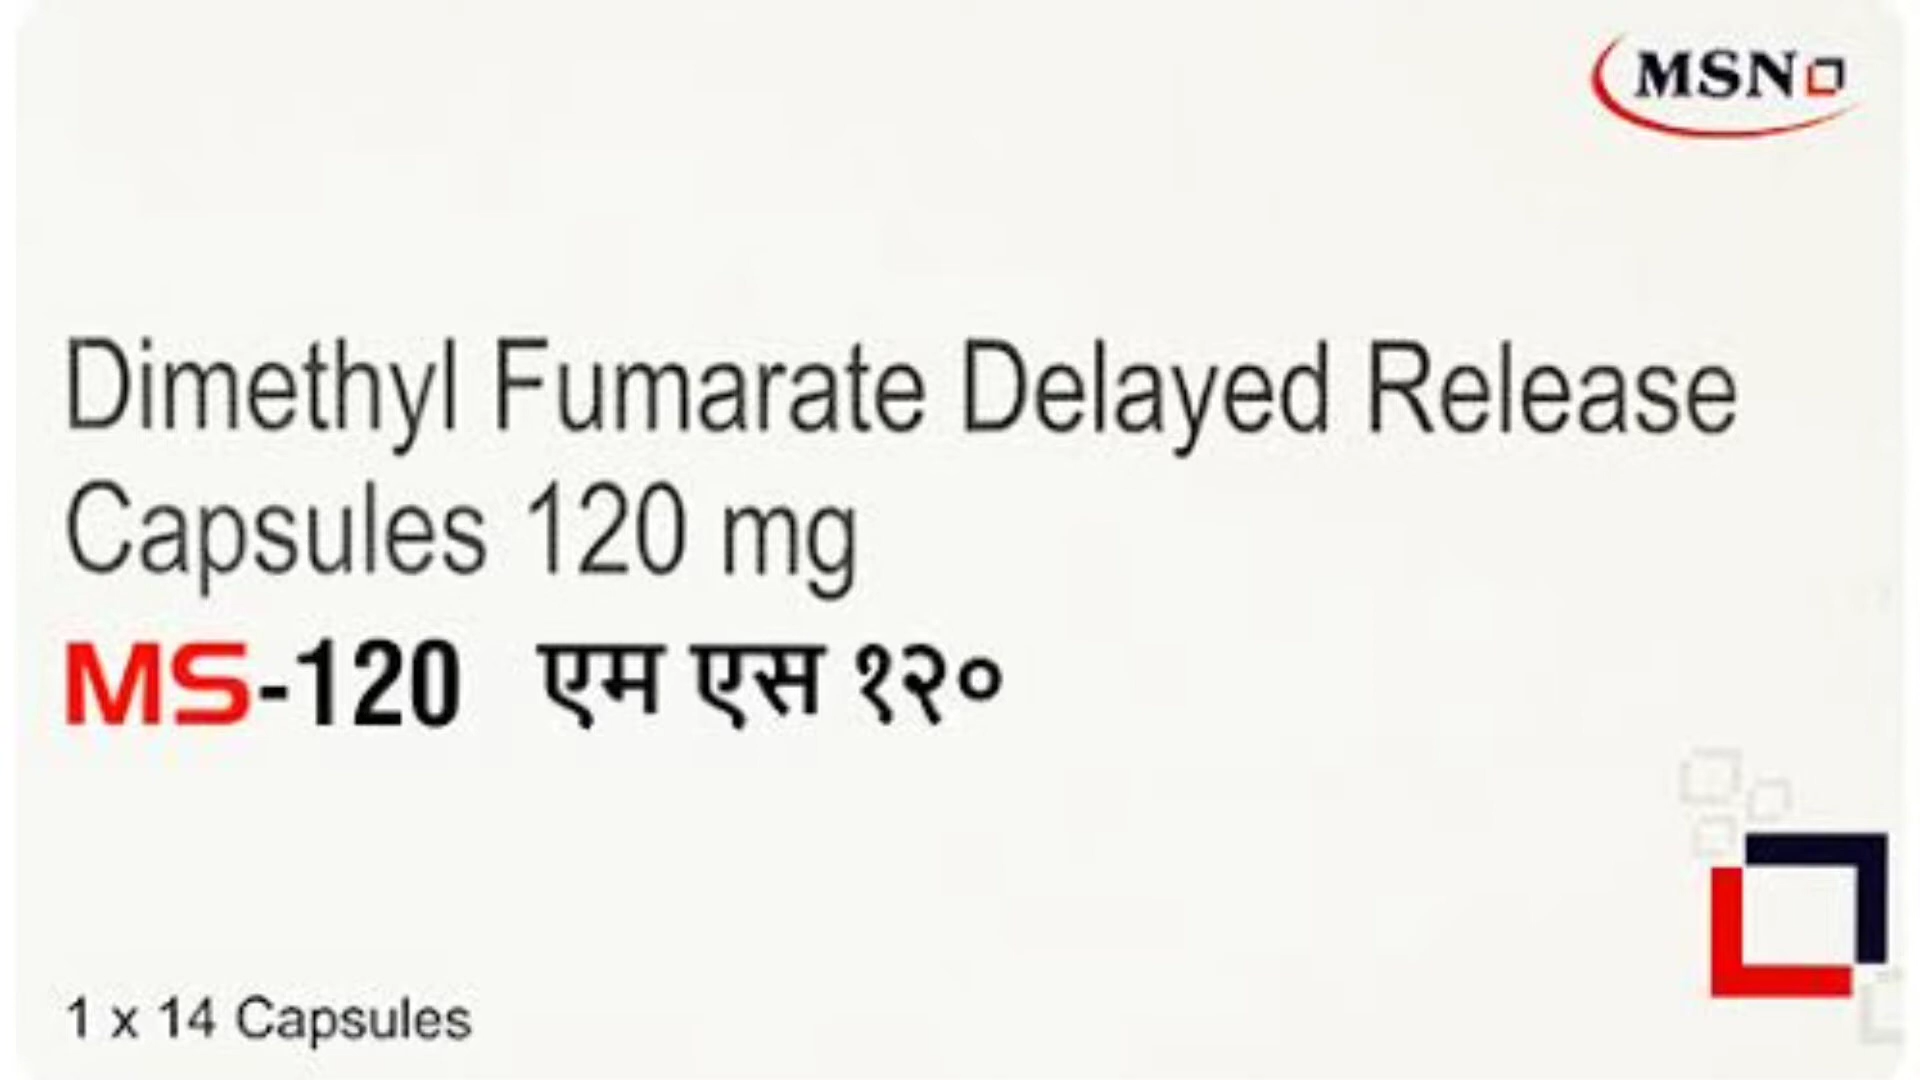 MSN
Dimethyl Fumarate Delayed Release
Capsules 120 mg
MS-120 एम एस १२०
1 x 14 Capsules